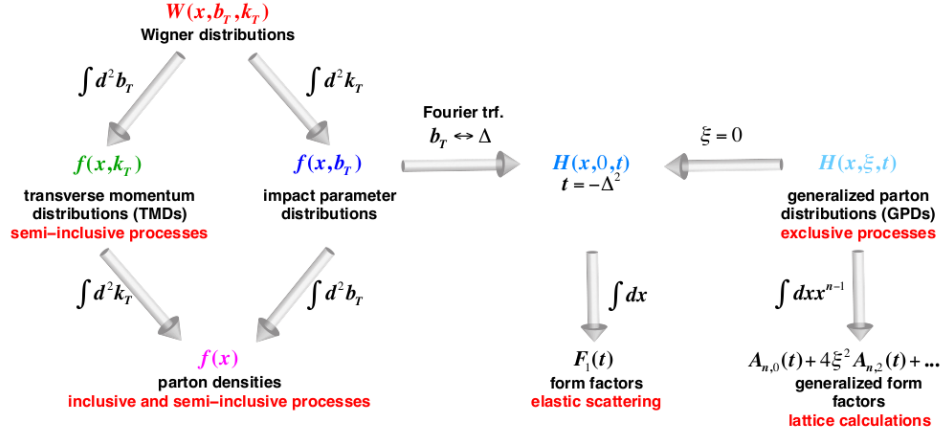 W(x,b_T,k_T)
Wigner distributions
∫d²b_T
∫d²k_T
Fourier trf.
b_T ↔ Δ
ξ=0
f(x,k_T)
f(x,b_T)
H(x,0,t)
t=−Δ²
H(x,ξ,t)
transverse momentum
distributions (TMDs)
semi–inclusive processes
impact parameter
distributions
generalized parton
distributions (GPDs)
exclusive processes
∫d²k_T
∫d²b_T
∫dx
∫dxxⁿ⁻¹
f(x)
parton densities
inclusive and semi–inclusive processes
F₁(t)
form factors
elastic scattering
A_{n,0}(t)+4ξ²A_{n,2}(t)+...
generalized form
factors
lattice calculations